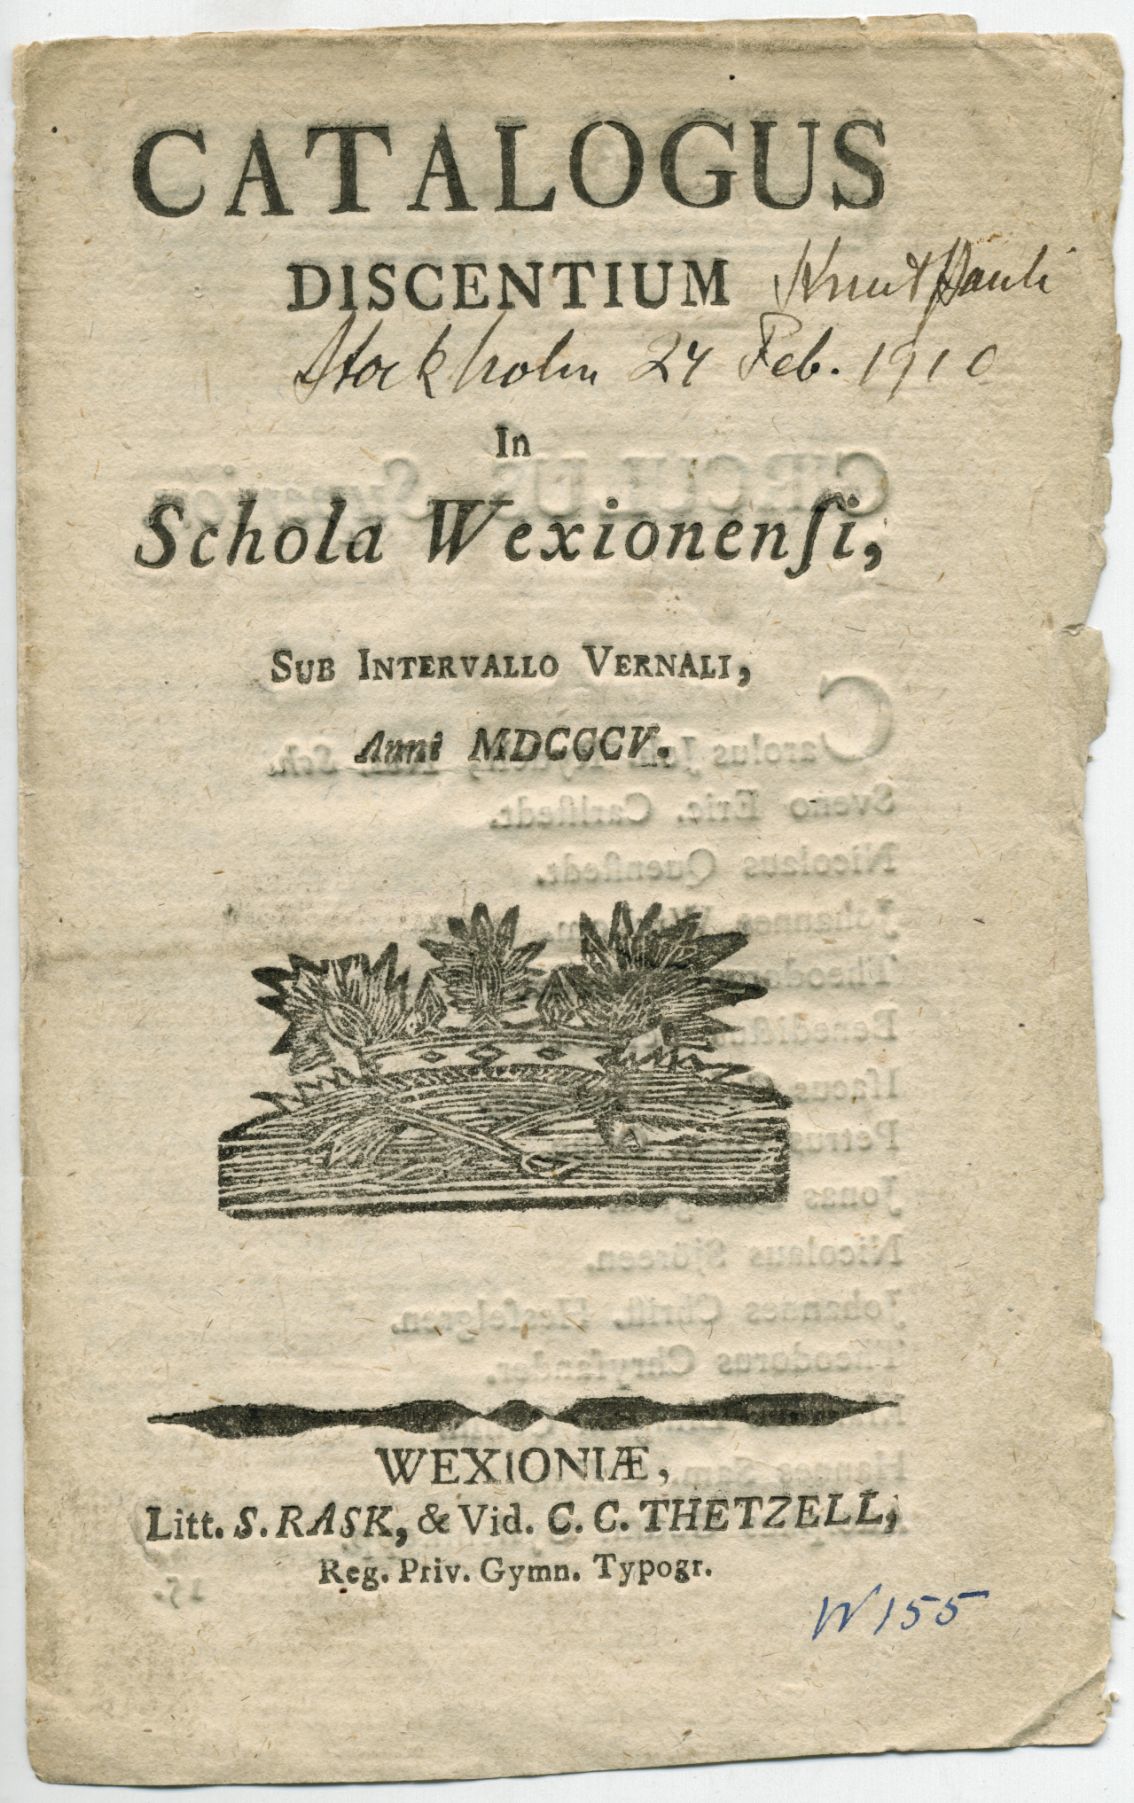 CATALOGUS
DISCENTIUM Knut Pauli
Stockholm 24 Feb. 1910
In
Schola Wexionenſi,
SUB INTERVALLO VERNALI,
Anni MDCCCV.
WEXIONIÆ,
Litt. S. RASK, & Vid. C. C. THETZELL,
Reg. Priv. Gymn. Typogr.
W 155